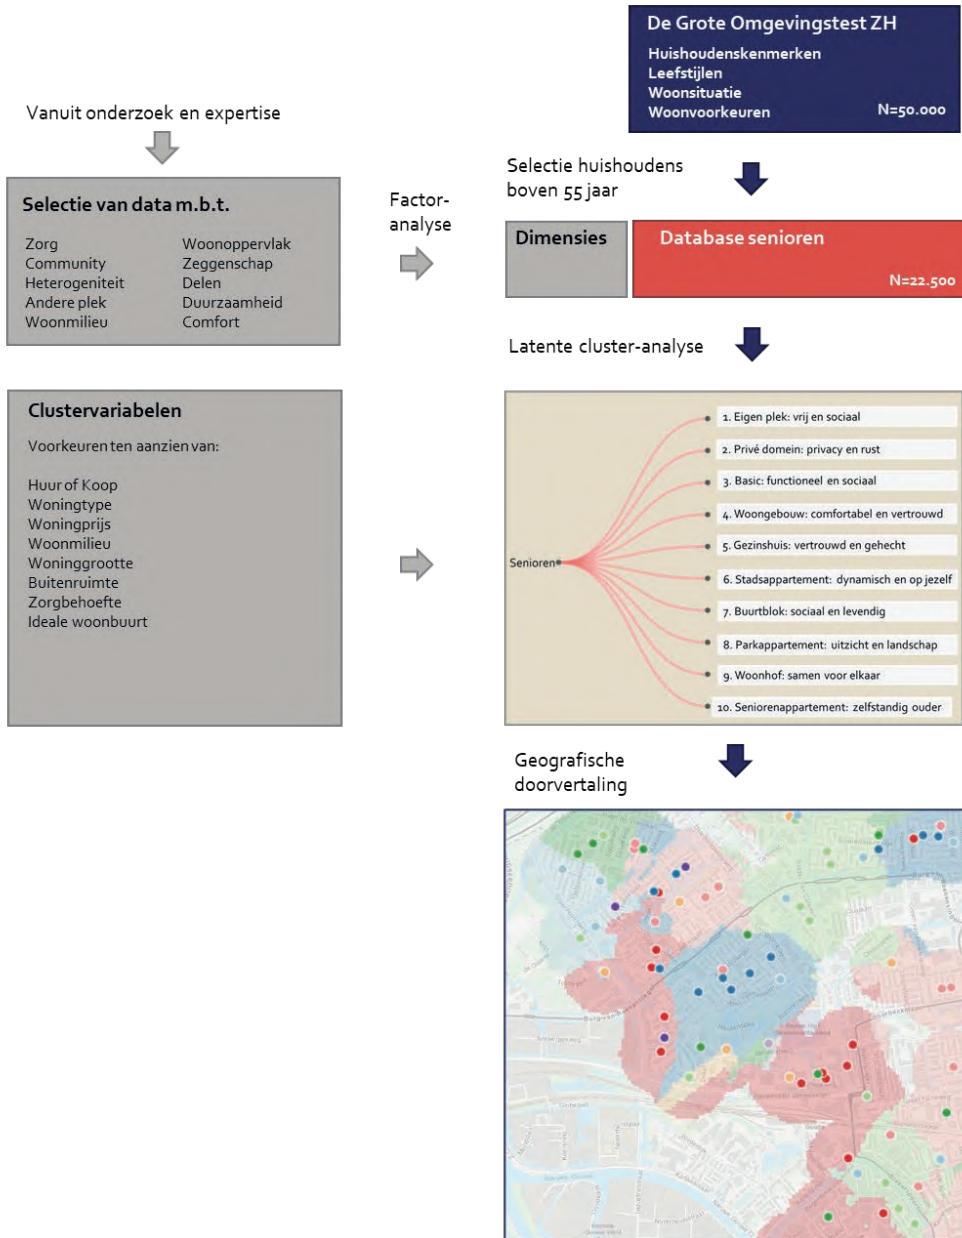 De Grote Omgevingstest ZH
Huishoudenskenmerken
Leefstijlen
Woonsituatie
Woonvoorkeuren
N=50.000
Vanuit onderzoek en expertise
Selectie van data m.b.t.
Zorg
Community
Heterogeniteit
Andere plek
Woonmilieu
Woonoppervlak
Zeggenschap
Delen
Duurzaamheid
Comfort
Factor-
analyse
Selectie huishoudens
boven 55 jaar
Dimensies
Database senioren
N=22.500
Latente cluster-analyse
Clustervariabelen
Voorkeuren ten aanzien van:
Huur of Koop
Woningtype
Woningprijs
Woonmilieu
Woninggrootte
Buitenruimte
Zorgbehoefte
Ideale woonbuurt
Senioren
1. Eigen plek: vrij en sociaal
2. Privé domein: privacy en rust
3. Basic: functioneel en sociaal
4. Woongebouw: comfortabel en vertrouwd
5. Gezinshuis: vertrouwd en gehecht
6. Stadsappartement: dynamisch en op jezelf
7. Buurtblok: sociaal en levendig
8. Parkappartement: uitzicht en landschap
9. Woonhof: samen voor elkaar
10. Seniorenappartement: zelfstandig ouder
Geografische
doorvertaling